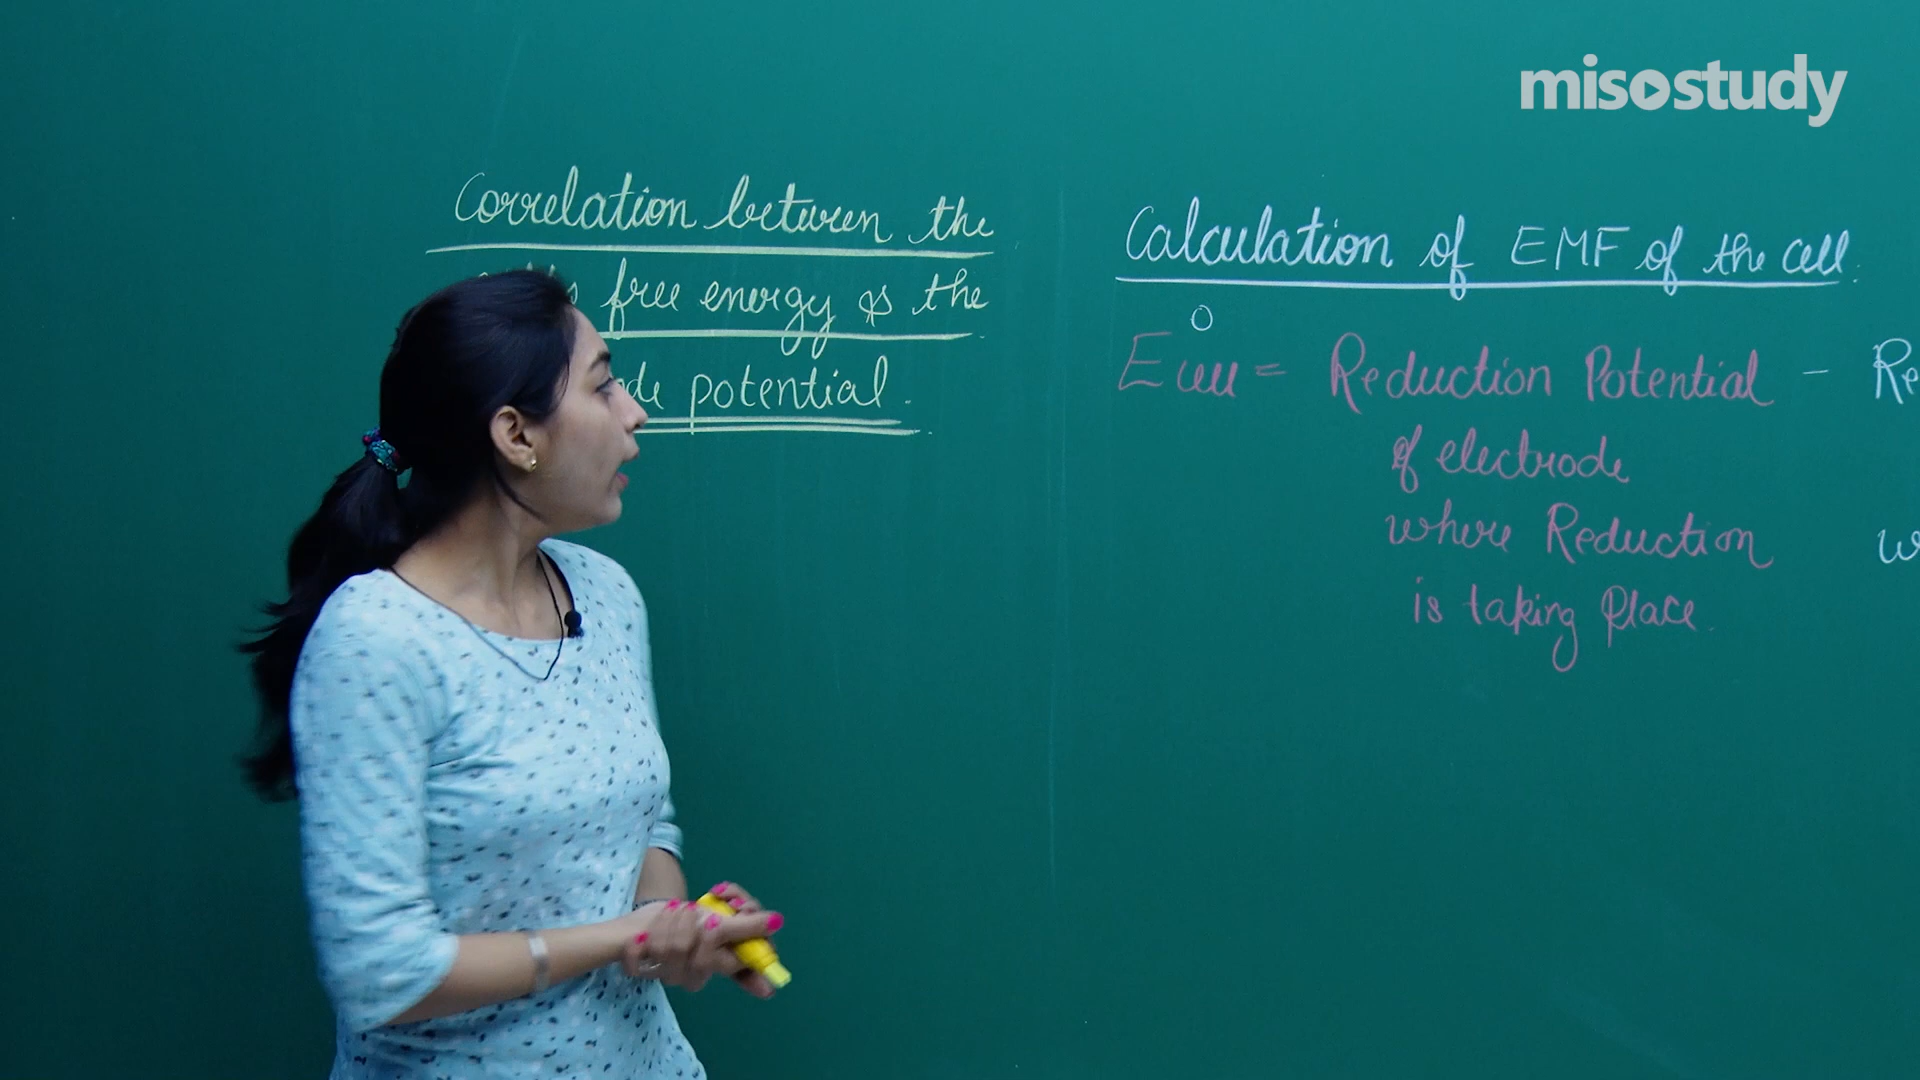 misostudy
Correlation between the
free energy & the
potential.
Calculation of EMF of the cell.
E°cell = Reduction Potential –
of electrode
where Reduction
is taking place.